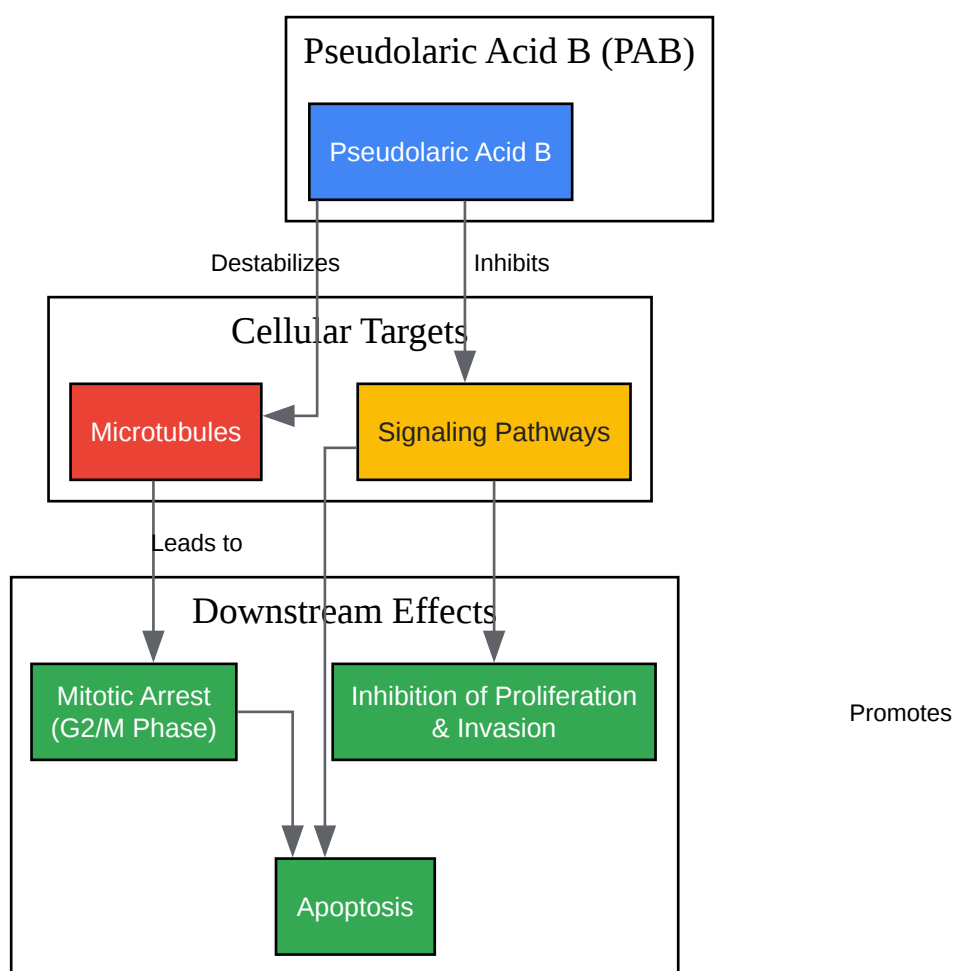 Pseudolaric Acid B (PAB)
Pseudolaric Acid B
Destabilizes
Inhibits
Cellular Targets
Microtubules
Signaling Pathways
Leads to
Downstream Effects
Mitotic Arrest
(G2/M Phase)
Inhibition of Proliferation
& Invasion
Promotes
Apoptosis